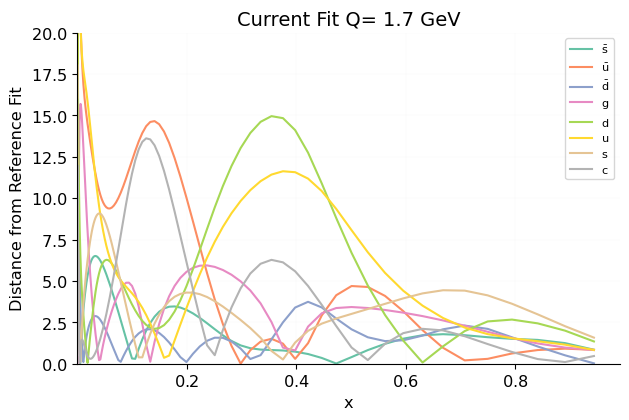 Current Fit Q= 1.7 GeV
Distance from Reference Fit
20.0
17.5
15.0
12.5
10.0
7.5
5.0
2.5
0.0
0.2
0.4
0.6
0.8
x
s̄
ū
d̄
g
d
u
s
c